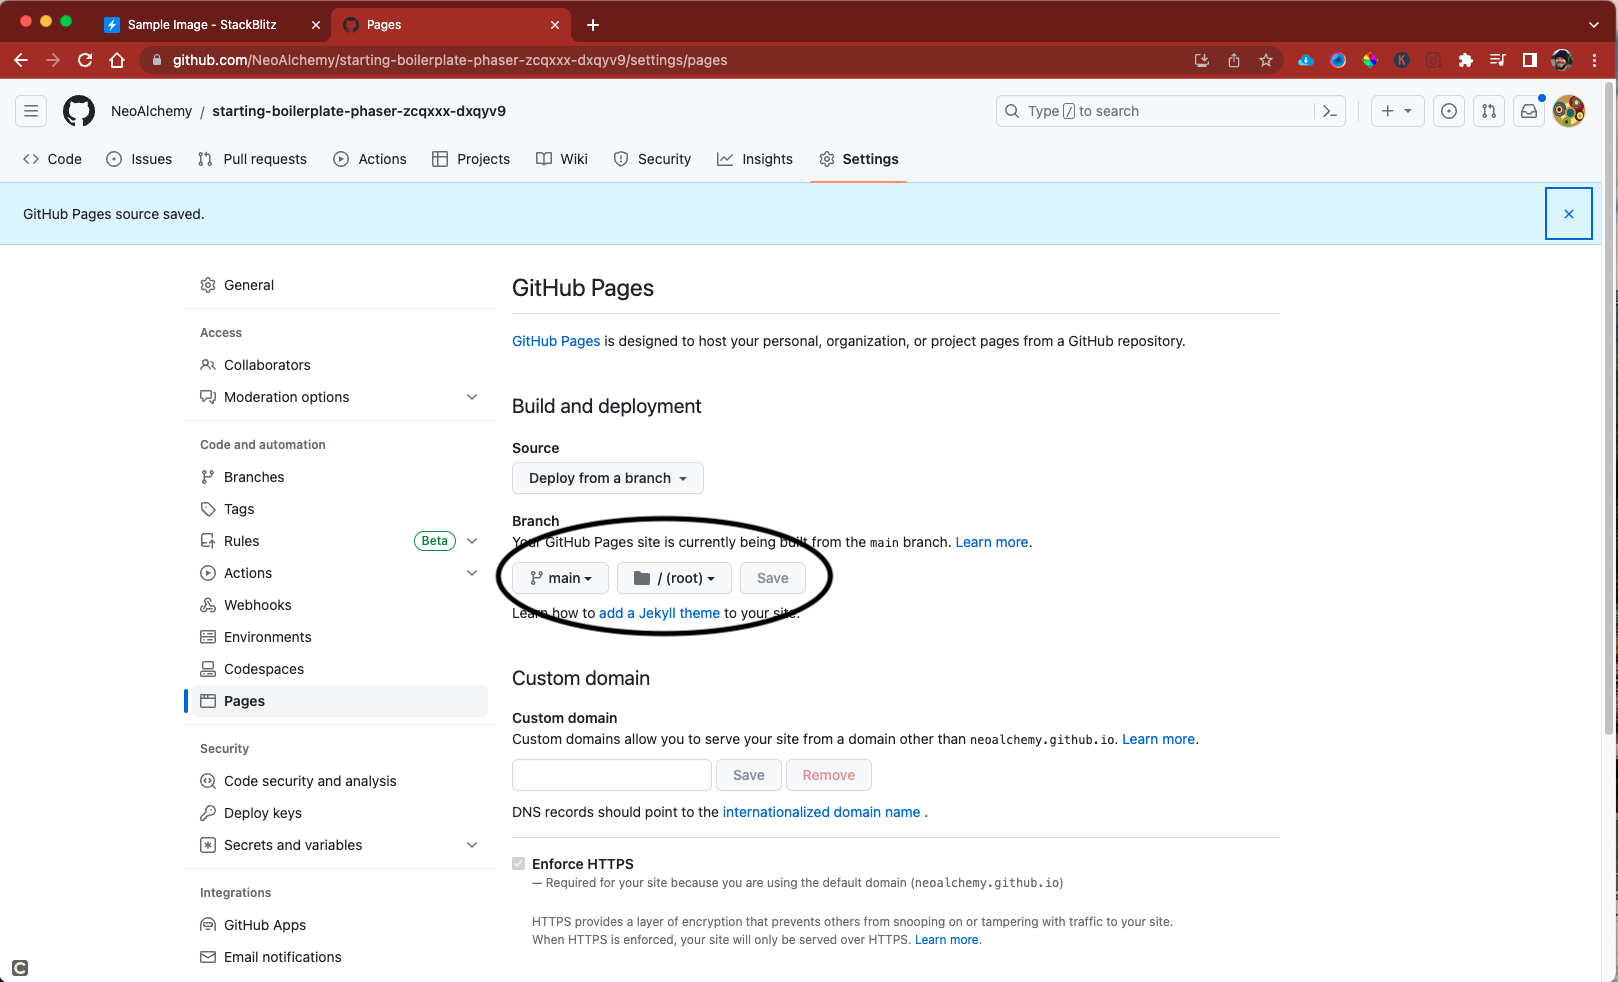 Sample Image - StackBlitz
Pages
github.com/NeoAlchemy/starting-boilerplate-phaser-zcqxxx-dxqyv9/settings/pages
NeoAlchemy / starting-boilerplate-phaser-zcqxxx-dxqyv9
Type / to search
Code Issues Pull requests Actions Projects Wiki Security Insights Settings
GitHub Pages source saved.
General
Access
Collaborators
Moderation options
Code and automation
Branches
Tags
Rules Beta
Actions
Webhooks
Environments
Codespaces
Pages
Security
Code security and analysis
Deploy keys
Secrets and variables
Integrations
GitHub Apps
Email notifications
GitHub Pages
GitHub Pages is designed to host your personal, organization, or project pages from a GitHub repository.
Build and deployment
Source
Deploy from a branch
Branch
Your GitHub Pages site is currently being built from the main branch. Learn more.
main / (root) Save
Learn how to add a Jekyll theme to your site.
Custom domain
Custom domain
Custom domains allow you to serve your site from a domain other than neoalchemy.github.io. Learn more.
Save Remove
DNS records should point to the internationalized domain name .
Enforce HTTPS
— Required for your site because you are using the default domain (neoalchemy.github.io)
HTTPS provides a layer of encryption that prevents others from snooping on or tampering with traffic to your site.
When HTTPS is enforced, your site will only be served over HTTPS. Learn more.